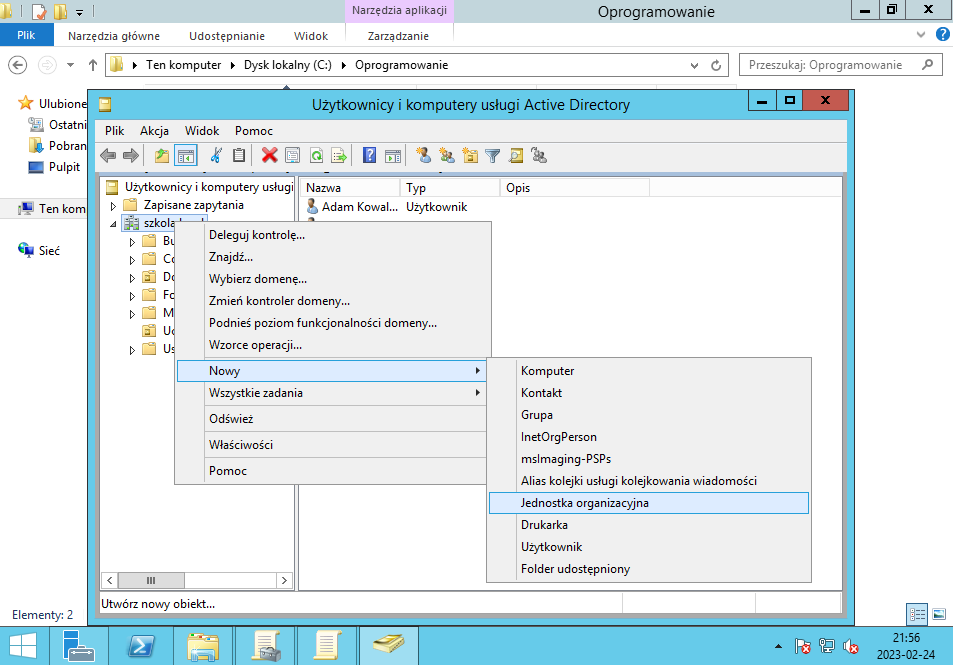 Narzędzia aplikacji
Oprogramowanie
Plik
Narzędzia główne
Udostępnianie
Widok
Zarządzanie
Ten komputer
Dysk lokalny (C:)
Oprogramowanie
Przeszukaj: Oprogramowanie
Ulubione
Ostatni
Pobran
Pulpit
Ten kom
Sieć
Użytkownicy i komputery usługi Active Directory
Plik
Akcja
Widok
Pomoc
Użytkownicy i komputery usługi
Zapisane zapytania
szkola
Bu
Co
Do
Fo
M
Uc
Us
Nazwa
Typ
Opis
Adam Kowal...
Użytkownik
Deleguj kontrolę...
Znajdź...
Wybierz domenę...
Zmień kontroler domeny...
Podnieś poziom funkcjonalności domeny...
Wzorce operacji...
Nowy
Wszystkie zadania
Odśwież
Właściwości
Pomoc
Komputer
Kontakt
Grupa
InetOrgPerson
msImaging-PSPs
Alias kolejki usługi kolejkowania wiadomości
Jednostka organizacyjna
Drukarka
Użytkownik
Folder udostępniony
Utwórz nowy obiekt...
Elementy: 2
21:56
2023-02-24